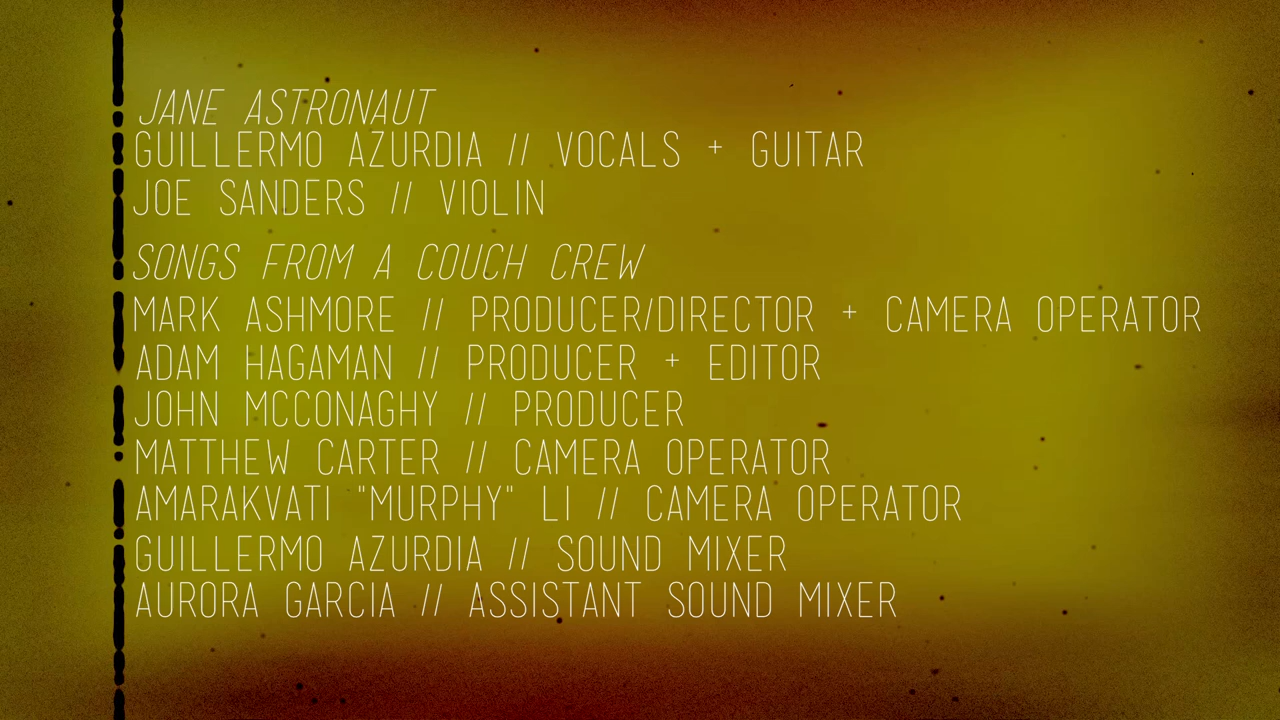 JANE ASTRONAUT
GUILLERMO AZURDIA // VOCALS + GUITAR
JOE SANDERS // VIOLIN
SONGS FROM A COUCH CREW
MARK ASHMORE // PRODUCER/DIRECTOR + CAMERA OPERATOR
ADAM HAGAMAN // PRODUCER + EDITOR
JOHN MCCONAGHY // PRODUCER
MATTHEW CARTER // CAMERA OPERATOR
AMARAKVATI "MURPHY" LI // CAMERA OPERATOR
GUILLERMO AZURDIA // SOUND MIXER
AURORA GARCIA // ASSISTANT SOUND MIXER